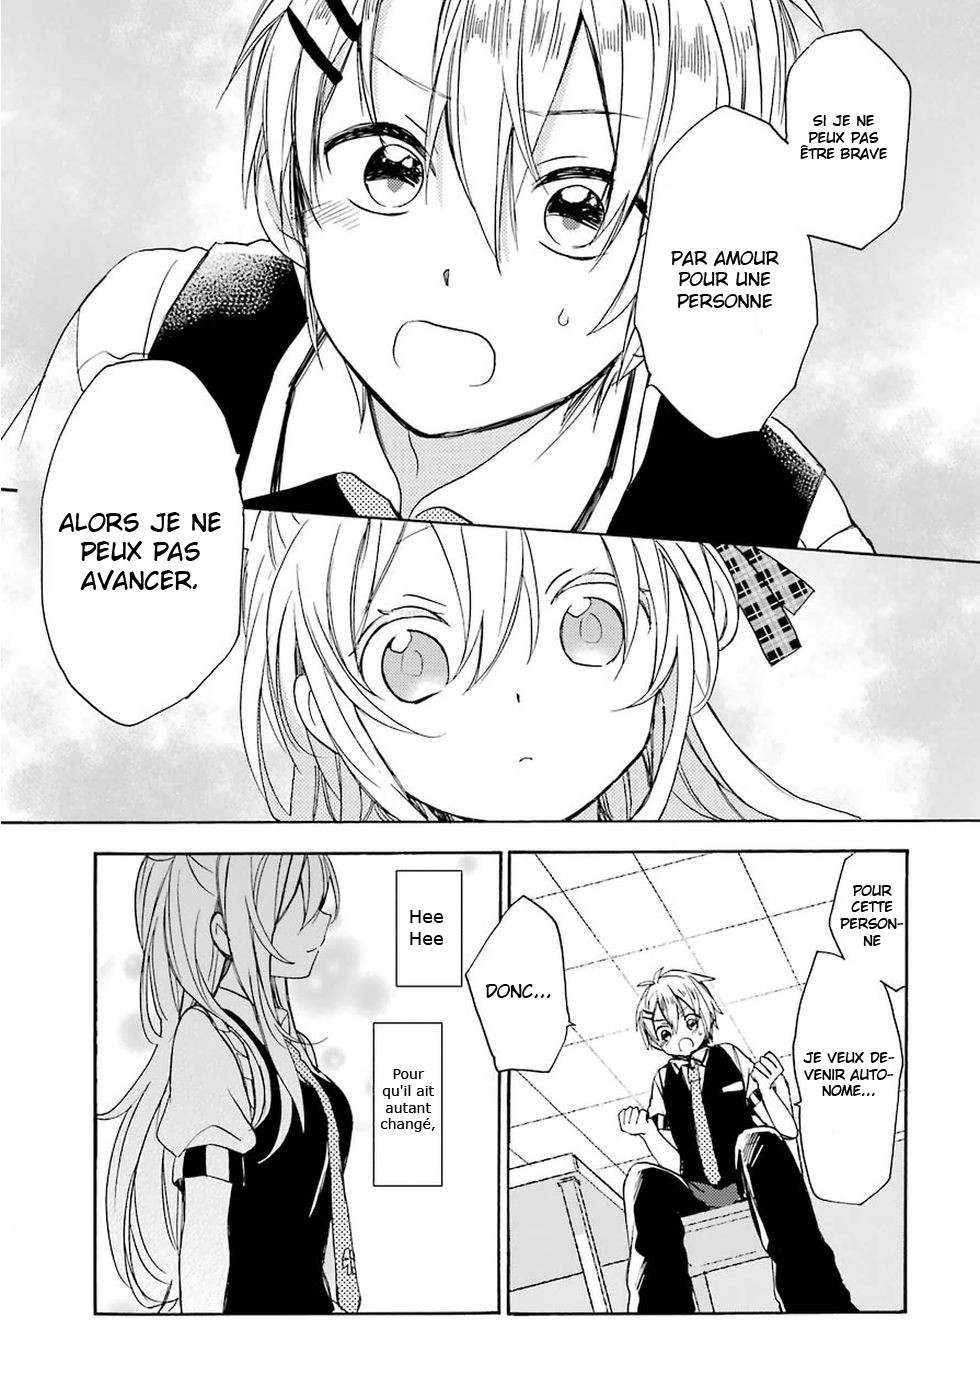 SI JE NE
PEUX PAS
ÊTRE BRAVE
PAR AMOUR
POUR UNE
PERSONNE
ALORS JE NE
PEUX PAS
AVANCER.
POUR
CETTE
PERSON-
NE
JE VEUX DE-
VENIR AUTO-
NOME...
DONC...
Hee
Hee
Pour
qu'il ait
autant
changé,